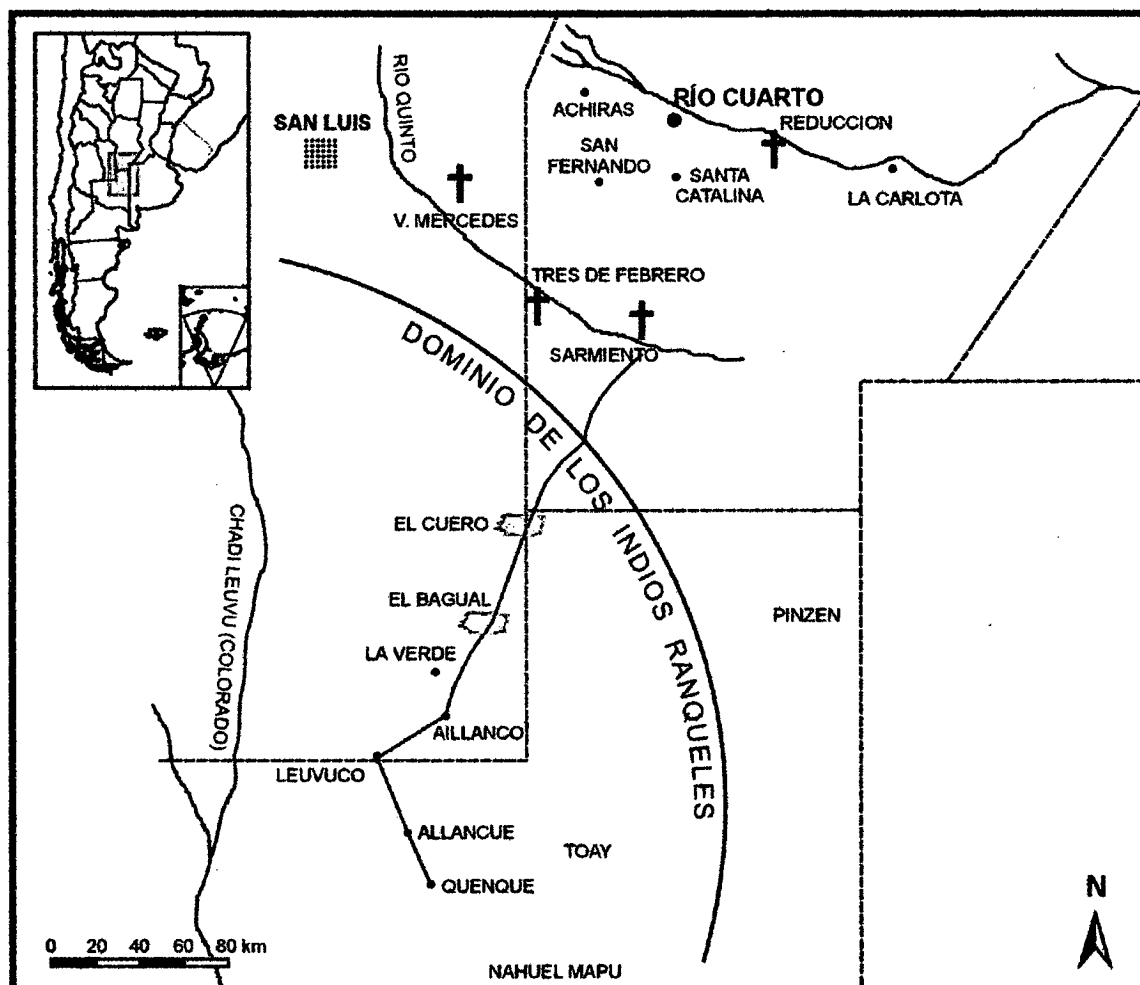 RIO QUINTO
SAN LUIS
ACHIRAS
RÍO CUARTO
REDUCCION
SAN
FERNANDO
SANTA
CATALINA
LA CARLOTA
V. MERCEDES
TRES DE FEBRERO
SARMIENTO
DOMINIO DE LOS INDIOS RANQUELES
CHADI LEUVU (COLORADO)
EL CUERO
EL BAGUAL
PINZEN
LA VERDE
AILLANCO
LEUVUCO
ALLANCUE
TOAY
QUENQUE
N
0 20 40 60 80 km
NAHUEL MAPU